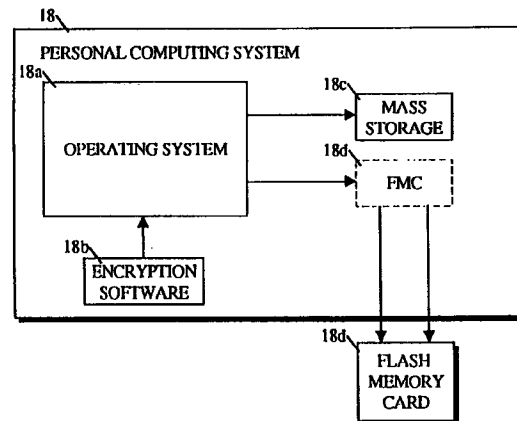 18
PERSONAL COMPUTING SYSTEM
18a
OPERATING SYSTEM
18c
MASS
STORAGE
18d
FMC
18b
ENCRYPTION
SOFTWARE
18d
FLASH
MEMORY
CARD